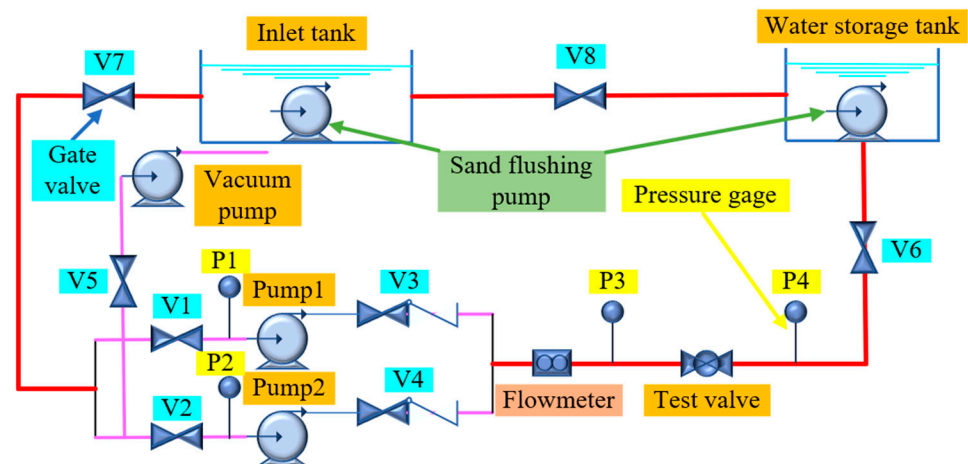 Inlet tank
Water storage tank
V7
V8
Gate
valve
Vacuum
pump
Sand flushing
pump
Pressure gage
V6
V5
P1
Pump1
V3
P3
P4
V1
P2
Pump2
V4
Flowmeter
Test valve
V2